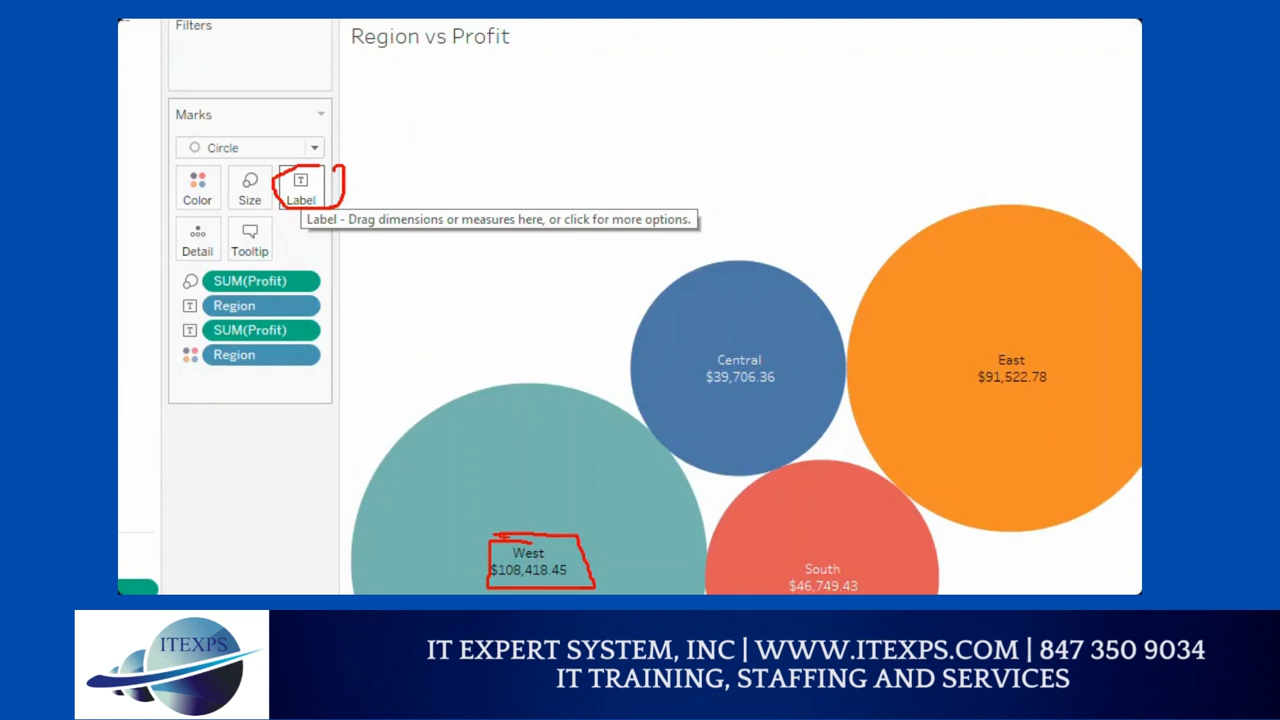 Filters
Region vs Profit
Marks
Circle
Color
Size
Label
Label - Drag dimensions or measures here, or click for more options.
Detail
Tooltip
SUM(Profit)
Region
SUM(Profit)
Region
Central
$39,706.36
East
$91,522.78
West
$108,418.45
South
$46,749.43
ITEXPS
IT EXPERT SYSTEM, INC | WWW.ITEXPS.COM | 847 350 9034
IT TRAINING, STAFFING AND SERVICES